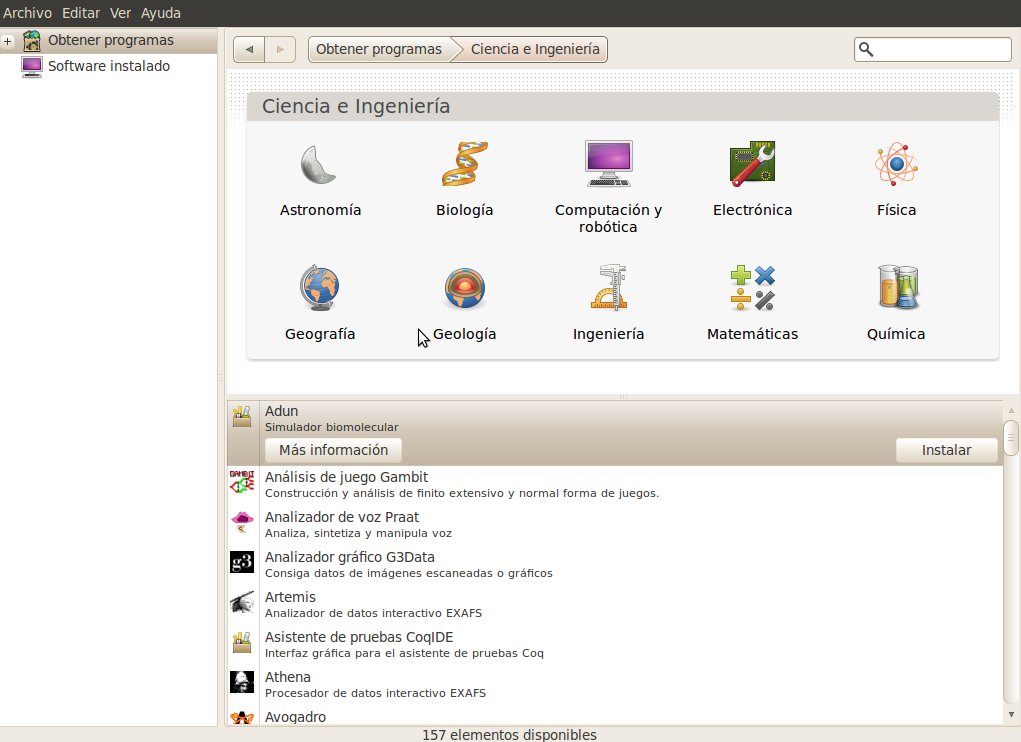 Archivo Editar Ver Ayuda
Obtener programas
Software instalado
Obtener programas Ciencia e Ingeniería
Ciencia e Ingeniería
Astronomía Biología Computación y robótica Electrónica Física
Geografía Geología Ingeniería Matemáticas Química
Adun
Simulador biomolecular
Más información Instalar
GAMBIT
Análisis de juego Gambit
Construcción y análisis de finito extensivo y normal forma de juegos.
Analizador de voz Praat
Analiza, sintetiza y manipula voz
g3
Analizador gráfico G3Data
Consiga datos de imágenes escaneadas o gráficos
Artemis
Analizador de datos interactivo EXAFS
Asistente de pruebas CoqIDE
Interfaz gráfica para el asistente de pruebas Coq
Athena
Procesador de datos interactivo EXAFS
Avogadro
157 elementos disponibles